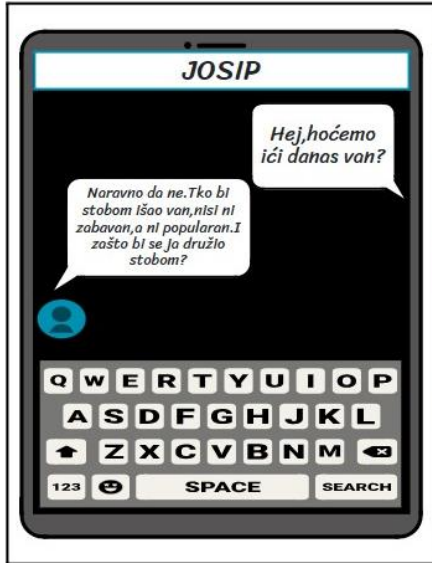 JOSIP
Hej,hoćemo
ići danas van?
Naravno da ne.Tko bi
stobom išao van,nisi ni
zabavan,a ni popularan.I
zašto bi se ja družio
stobom?
Q W E R T Y U I O P
A S D F G H J K L
Z X C V B N M
123 SPACE SEARCH